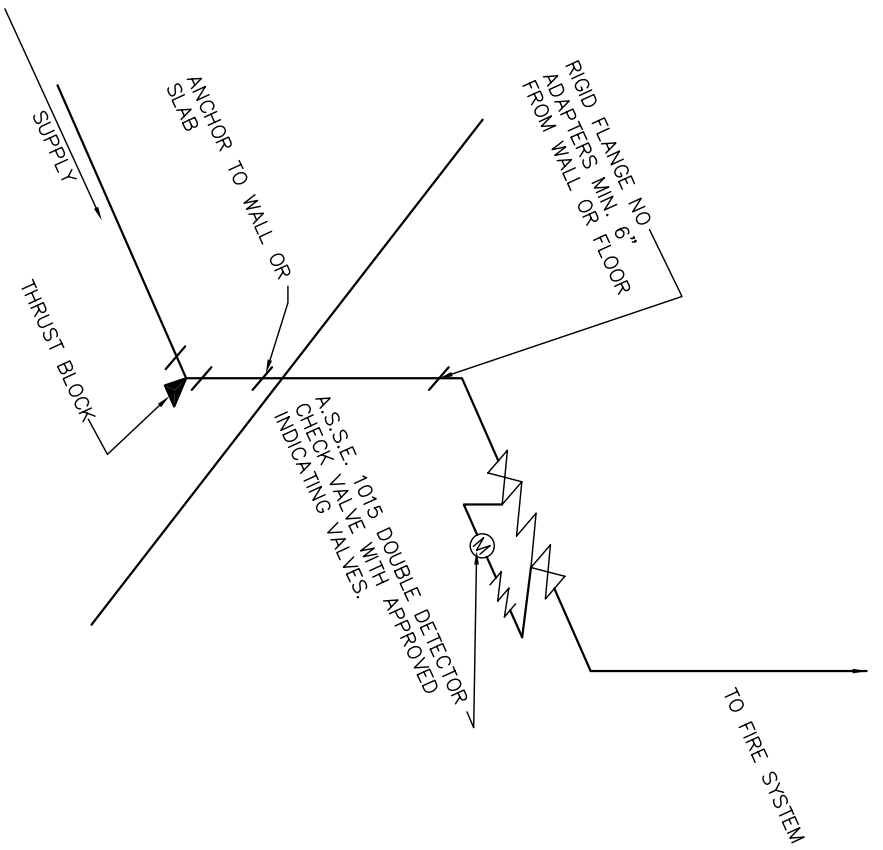 RIGID FLANGE NO
ADAPTERS MIN. 6"
FROM WALL OR FLOOR
ANCHOR TO WALL OR
SLAB
SUPPLY
THRUST BLOCK
A.S.S.E. 1015 DOUBLE DETECTOR
CHECK VALVE WITH APPROVED
INDICATING VALVES.
M
TO FIRE SYSTEM